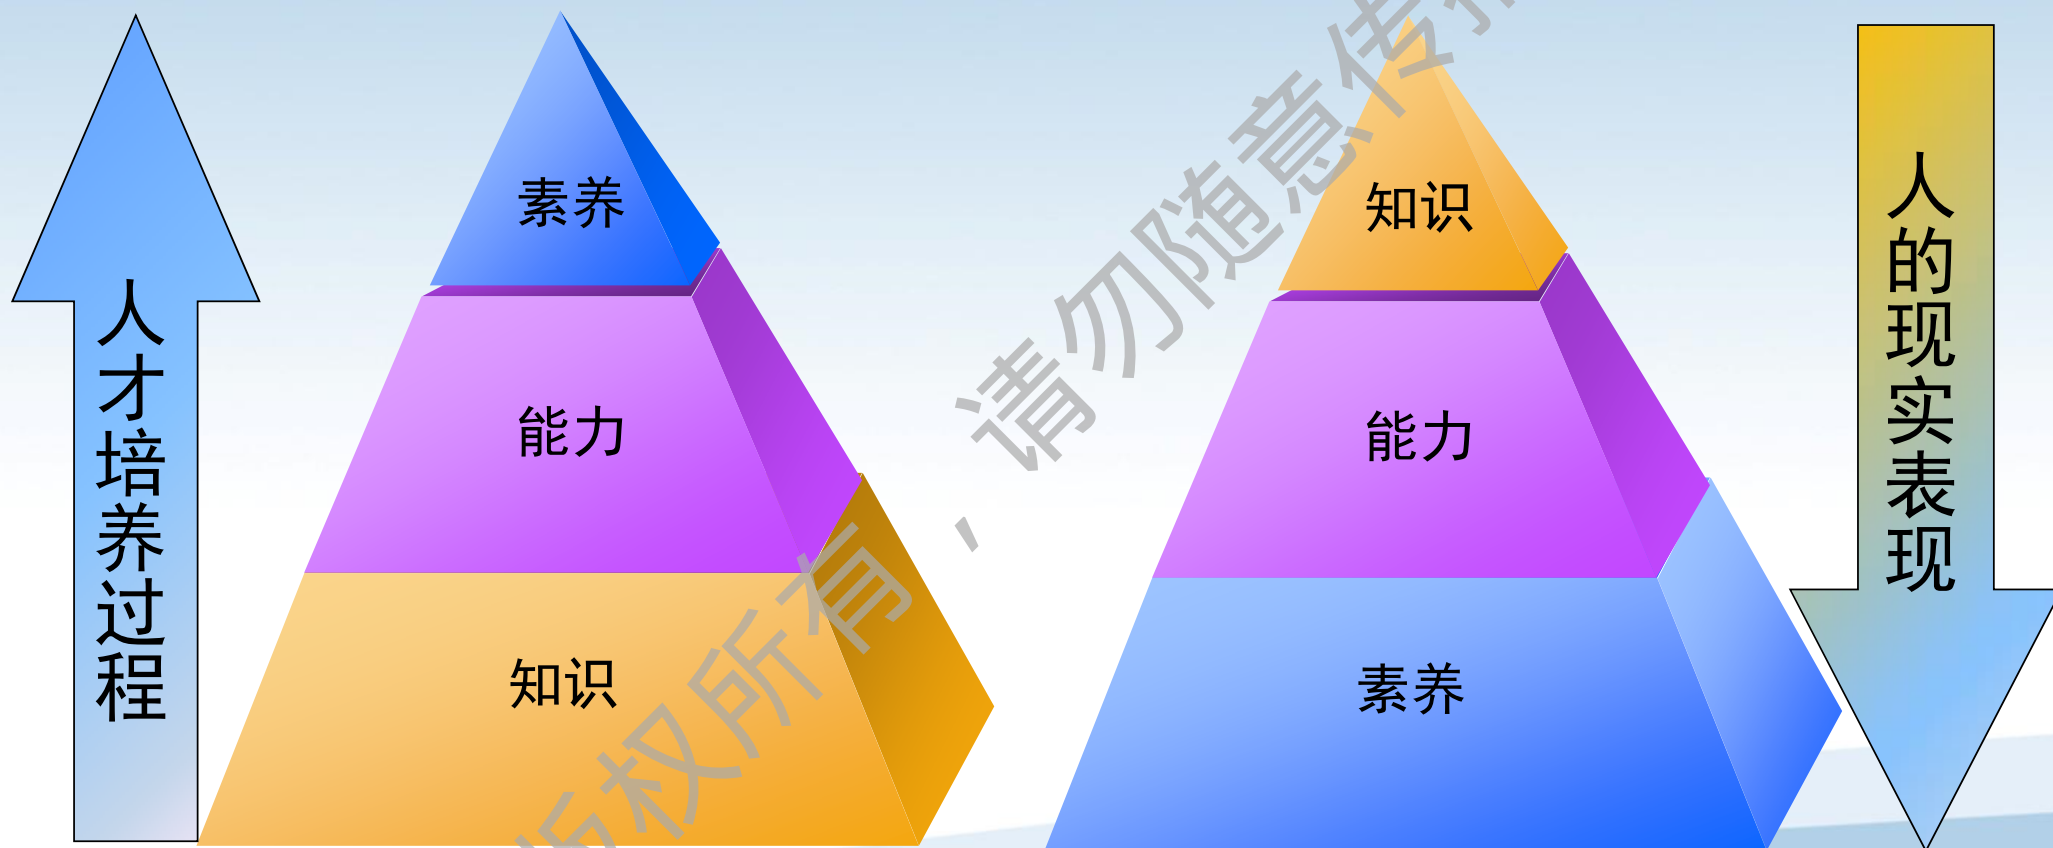 人才培养过程
素养
能力
知识
知识
能力
素养
人的现实表现
版权所有，请勿随意传播